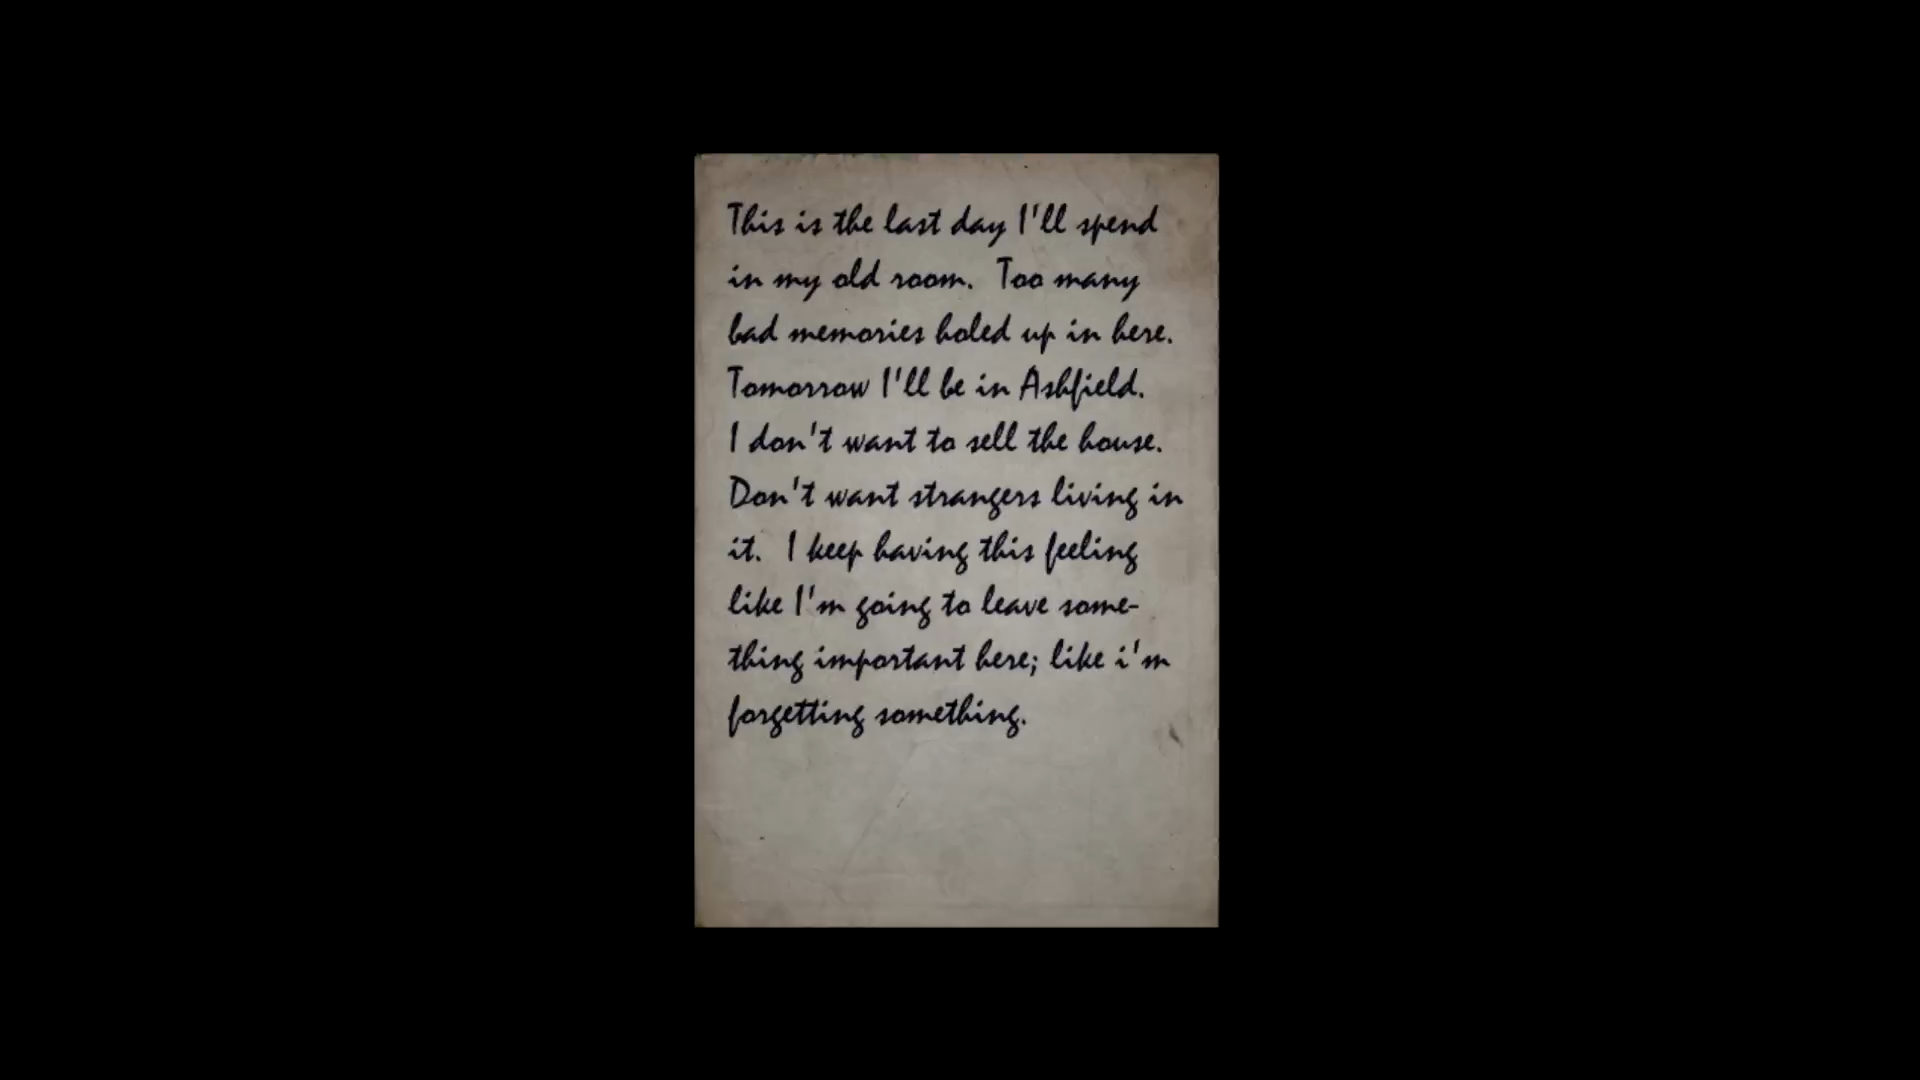 This is the last day I'll spend
in my old room.  Too many
bad memories holed up in here.
Tomorrow I'll be in Ashfield.
I don't want to sell the house.
Don't want strangers living in
it.  I keep having this feeling
like I'm going to leave some-
thing important here; like i'm
forgetting something.